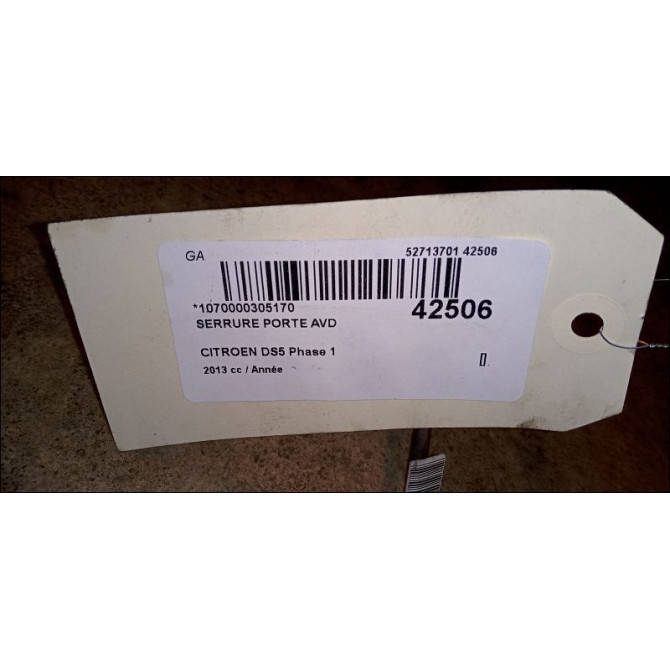 GA 52713701 42506
*1070000305170 42506
SERRURE PORTE AVD
CITROEN DS5 Phase 1
2013 cc / Année
[].